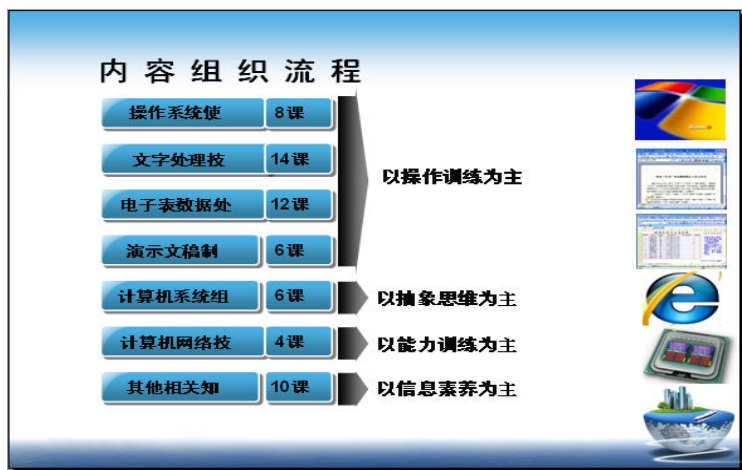 内容组织流程
操作系统使 8课
文字处理技 14课
电子表数据处 12课
演示文稿制 6课
以操作训练为主
计算机系统组 6课 以抽象思维为主
计算机网络技 4课 以能力训练为主
其他相关知 10课 以信息素养为主